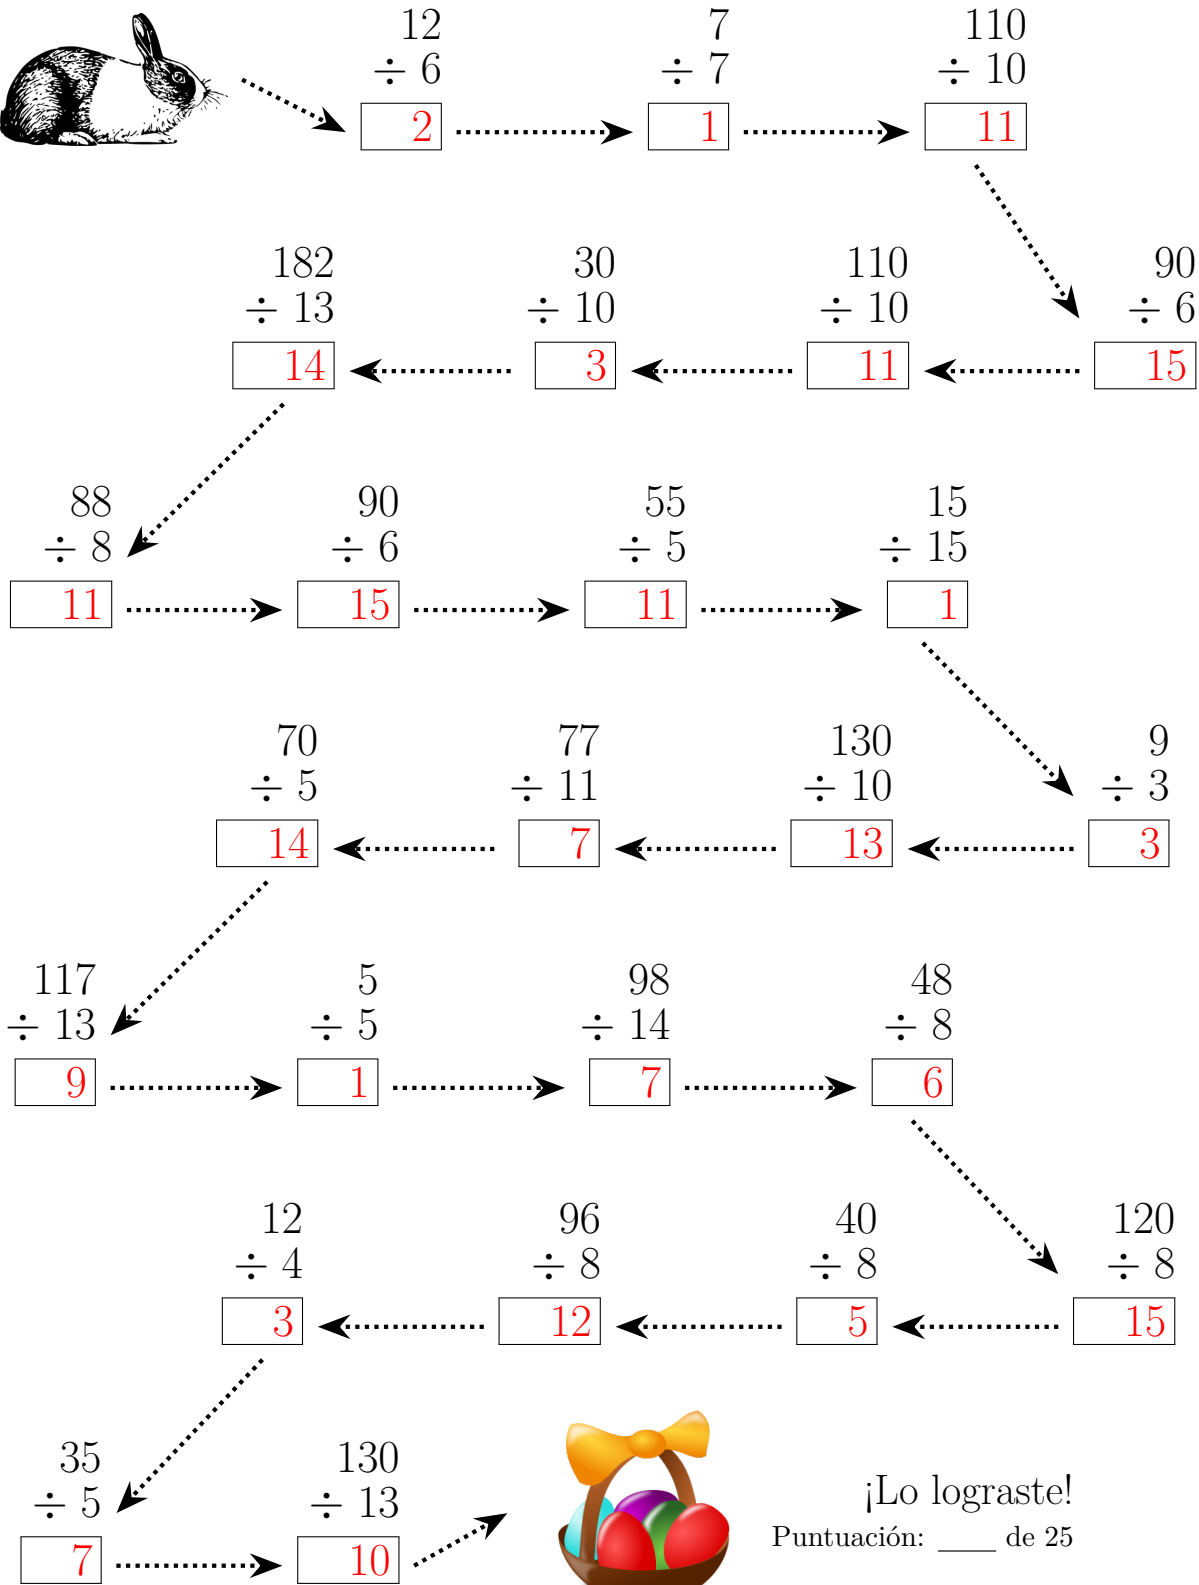 12 7 110
÷ 6 ÷ 7 ÷ 10
2 1 11
182 30 110 90
÷ 13 ÷ 10 ÷ 10 ÷ 6
14 3 11 15
88 90 55 15
÷ 8 ÷ 6 ÷ 5 ÷ 15
11 15 11 1
70 77 130 9
÷ 5 ÷ 11 ÷ 10 ÷ 3
14 7 13 3
117 5 98 48
÷ 13 ÷ 5 ÷ 14 ÷ 8
9 1 7 6
12 96 40 120
÷ 4 ÷ 8 ÷ 8 ÷ 8
3 12 5 15
35 130
÷ 5 ÷ 13
7 10
¡Lo lograste!
Puntuación: ____ de 25